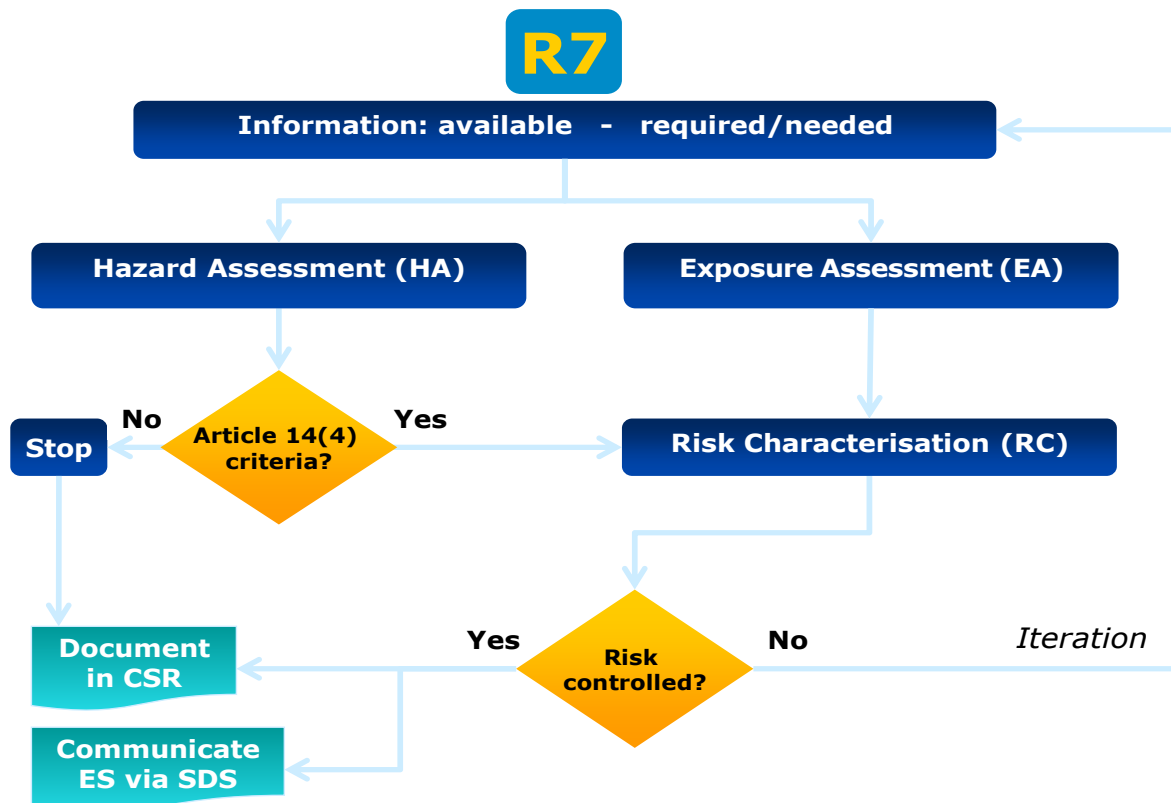 R7
Information: available - required/needed
Hazard Assessment (HA)
Exposure Assessment (EA)
No
Yes
Article 14(4)
criteria?
Stop
Risk Characterisation (RC)
Document
in CSR
Yes
No
Iteration
Risk
controlled?
Communicate
ES via SDS